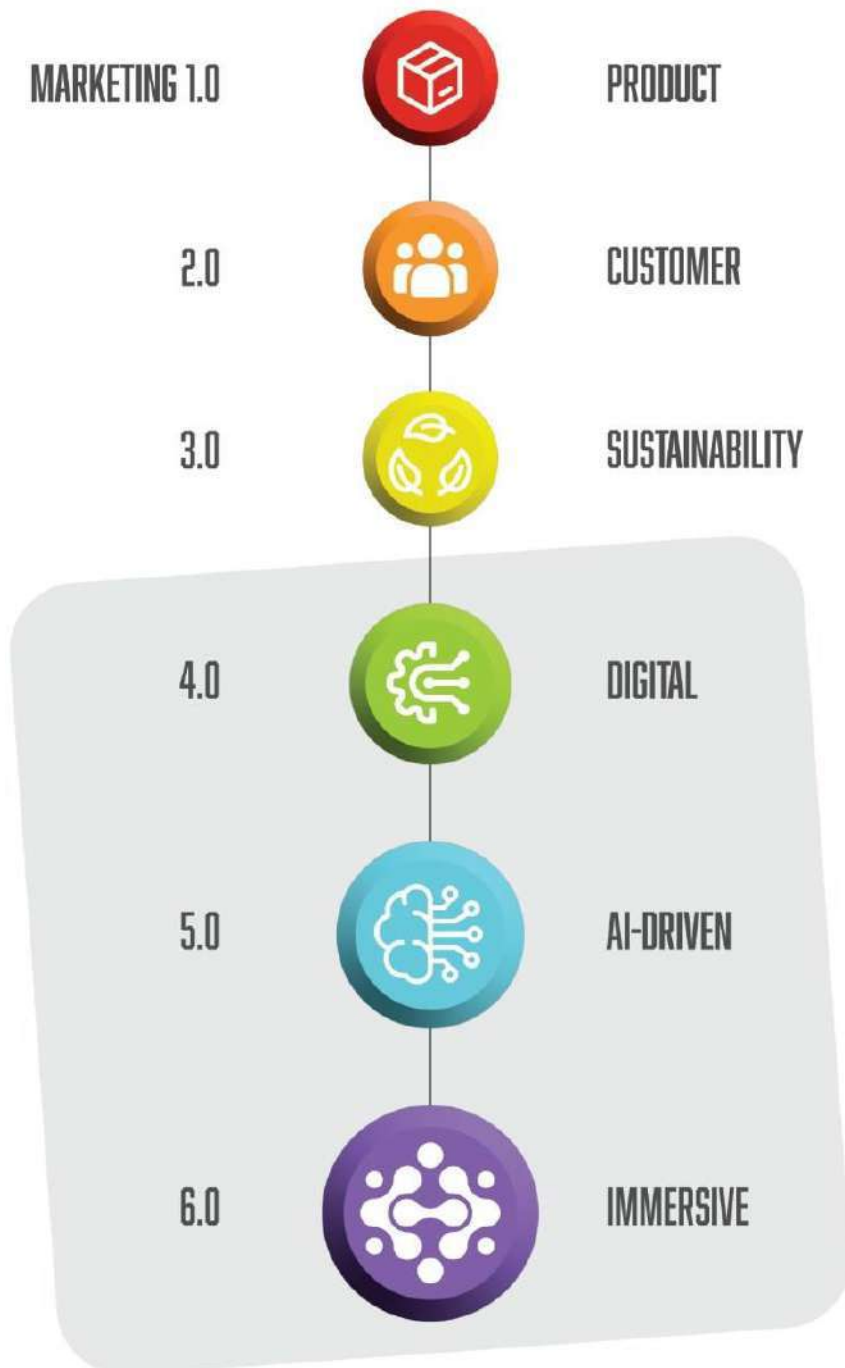 MARKETING 1.0 PRODUCT
2.0 CUSTOMER
3.0 SUSTAINABILITY
4.0 DIGITAL
5.0 AI-DRIVEN
6.0 IMMERSIVE